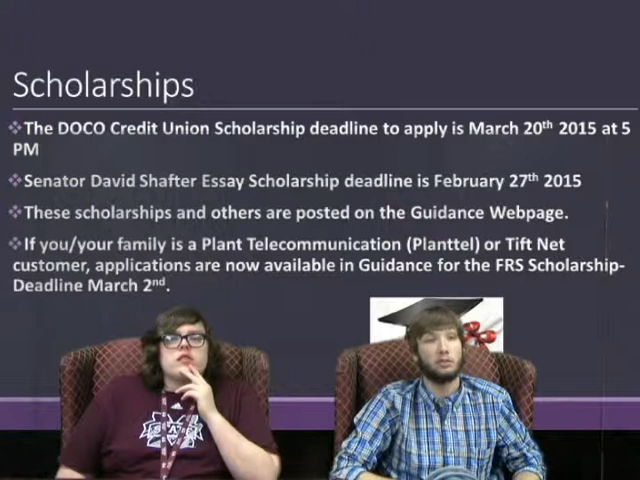 Scholarships
❖The DOCO Credit Union Scholarship deadline to apply is March 20th 2015 at 5
PM
❖Senator David Shafter Essay Scholarship deadline is February 27th 2015
❖These scholarships and others are posted on the Guidance Webpage.
❖If you/your family is a Plant Telecommunication (Planttel) or Tift Net
customer, applications are now available in Guidance for the FRS Scholarship-
Deadline March 2nd.